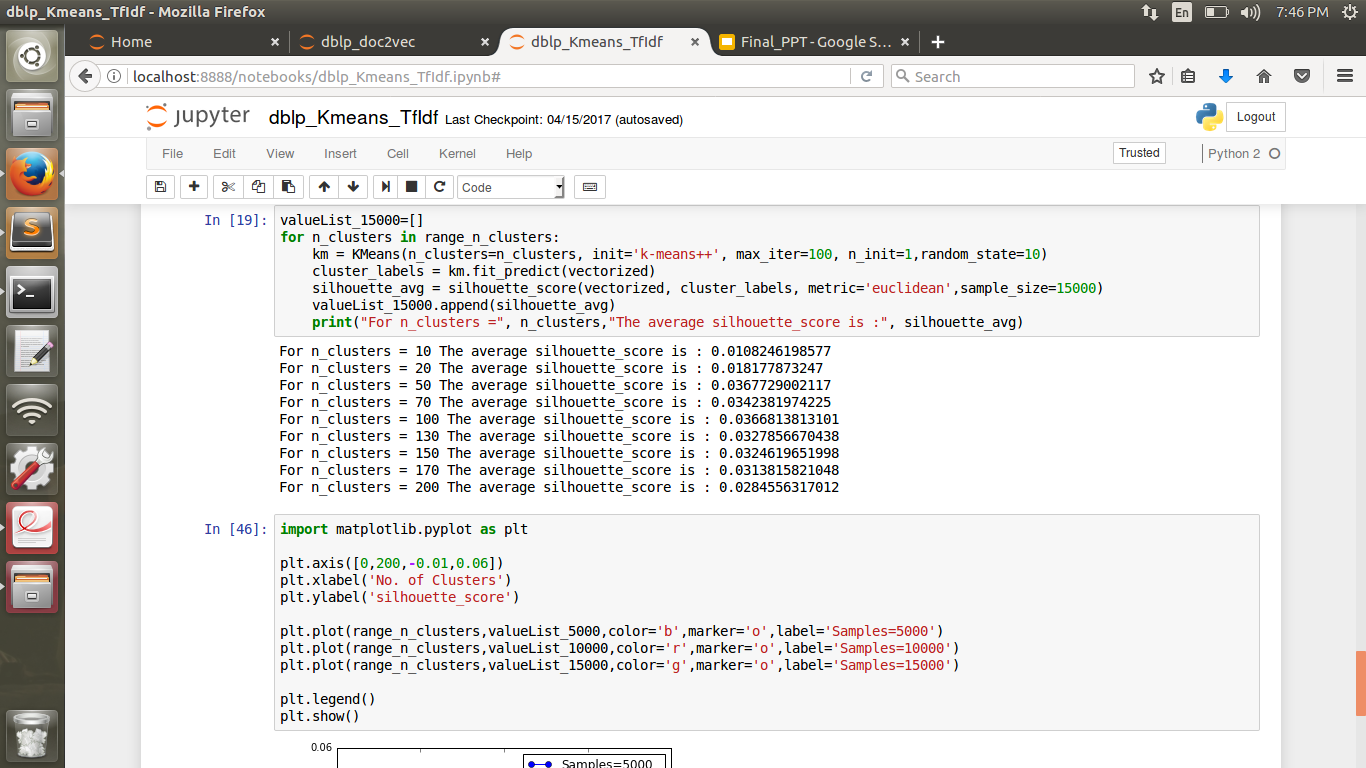 dblp_Kmeans_TfIdf - Mozilla Firefox
En
7:46 PM
Home
dblp_doc2vec
dblp_Kmeans_TfIdf
Final_PPT - Google S...
localhost:8888/notebooks/dblp_Kmeans_TfIdf.ipynb#
Search
jupyter
dblp_Kmeans_TfIdf Last Checkpoint: 04/15/2017 (autosaved)
Logout
File Edit View Insert Cell Kernel Help
Trusted
Python 2
Code
In [19]:
valueList_15000=[]
for n_clusters in range_n_clusters:
    km = KMeans(n_clusters=n_clusters, init='k-means++', max_iter=100, n_init=1,random_state=10)
    cluster_labels = km.fit_predict(vectorized)
    silhouette_avg = silhouette_score(vectorized, cluster_labels, metric='euclidean',sample_size=15000)
    valueList_15000.append(silhouette_avg)
    print("For n_clusters =", n_clusters,"The average silhouette_score is :", silhouette_avg)
For n_clusters = 10 The average silhouette_score is : 0.0108246198577
For n_clusters = 20 The average silhouette_score is : 0.018177873247
For n_clusters = 50 The average silhouette_score is : 0.0367729002117
For n_clusters = 70 The average silhouette_score is : 0.0342381974225
For n_clusters = 100 The average silhouette_score is : 0.0366813813101
For n_clusters = 130 The average silhouette_score is : 0.0327856670438
For n_clusters = 150 The average silhouette_score is : 0.0324619651998
For n_clusters = 170 The average silhouette_score is : 0.0313815821048
For n_clusters = 200 The average silhouette_score is : 0.0284556317012
In [46]:
import matplotlib.pyplot as plt
plt.axis([0,200,-0.01,0.06])
plt.xlabel('No. of Clusters')
plt.ylabel('silhouette_score')
plt.plot(range_n_clusters,valueList_5000,color='b',marker='o',label='Samples=5000')
plt.plot(range_n_clusters,valueList_10000,color='r',marker='o',label='Samples=10000')
plt.plot(range_n_clusters,valueList_15000,color='g',marker='o',label='Samples=15000')
plt.legend()
plt.show()
0.06
Samples=5000